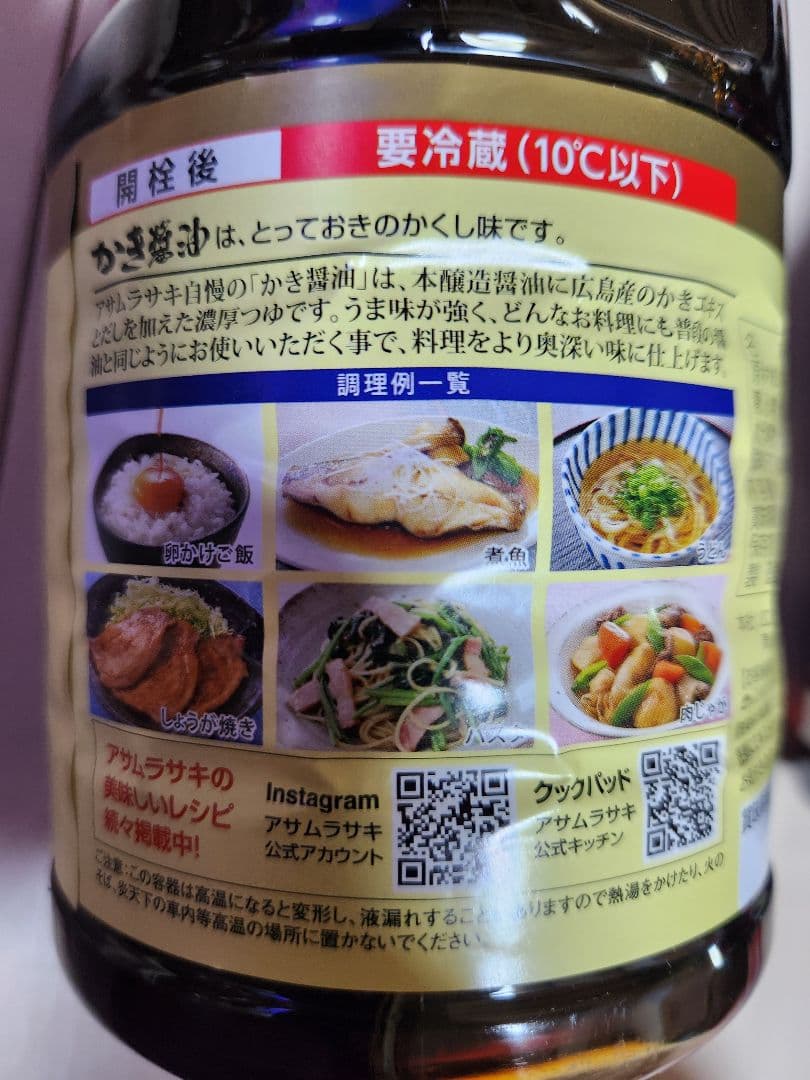 開栓後 要冷蔵(10℃以下)
かき醤油は、とっておきのかくし味です。
アサムラサキ自慢の「かき醤油」は、本醸造醤油に広島産のかきエキス
とだしを加えた濃厚つゆです。うま味が強く、どんなお料理にも普段の醤
油と同じようにお使いいただく事で、料理をより奥深い味に仕上げます。
調理例一覧
卵かけご飯 煮魚 うどん
しょうが焼き パスタ 肉じゃが
アサムラサキの
美味しいレシピ
続々掲載中!
Instagram
アサムラサキ
公式アカウント
クックパッド
アサムラサキ
公式キッチン
ご注意:この容器は高温になると変形し、液漏れすること ありますので熱湯をかけたり、火の
そば、炎天下の車内等高温の場所に置かないでください。